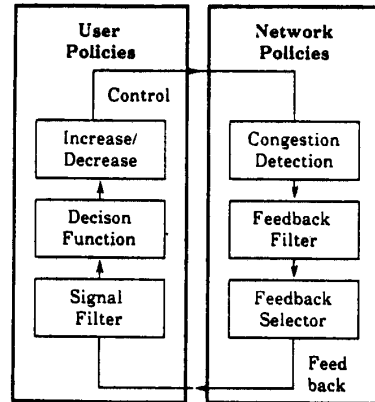 User
Policies
Control
Increase/
Decrease
Decison
Function
Signal
Filter
Network
Policies
Congestion
Detection
Feedback
Filter
Feedback
Selector
Feed
back